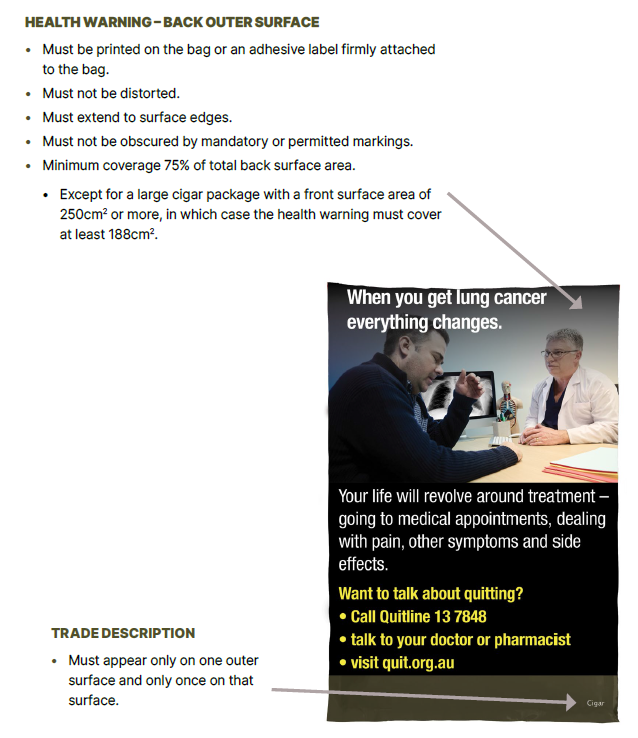 HEALTH WARNING – BACK OUTER SURFACE
• Must be printed on the bag or an adhesive label firmly attached
to the bag.
• Must not be distorted.
• Must extend to surface edges.
• Must not be obscured by mandatory or permitted markings.
• Minimum coverage 75% of total back surface area.
• Except for a large cigar package with a front surface area of
250cm² or more, in which case the health warning must cover
at least 188cm².
When you get lung cancer
everything changes.
Your life will revolve around treatment –
going to medical appointments, dealing
with pain, other symptoms and side
effects.
Want to talk about quitting?
• Call Quitline 13 7848
• talk to your doctor or pharmacist
• visit quit.org.au
TRADE DESCRIPTION
• Must appear only on one outer
surface and only once on that
surface.
Cigar